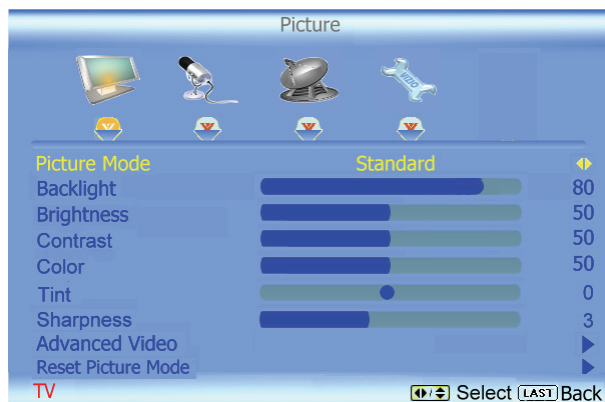 Picture
VIZIO
Picture Mode Standard
Backlight 80
Brightness 50
Contrast 50
Color 50
Tint 0
Sharpness 3
Advanced Video
Reset Picture Mode
TV / Select LAST Back